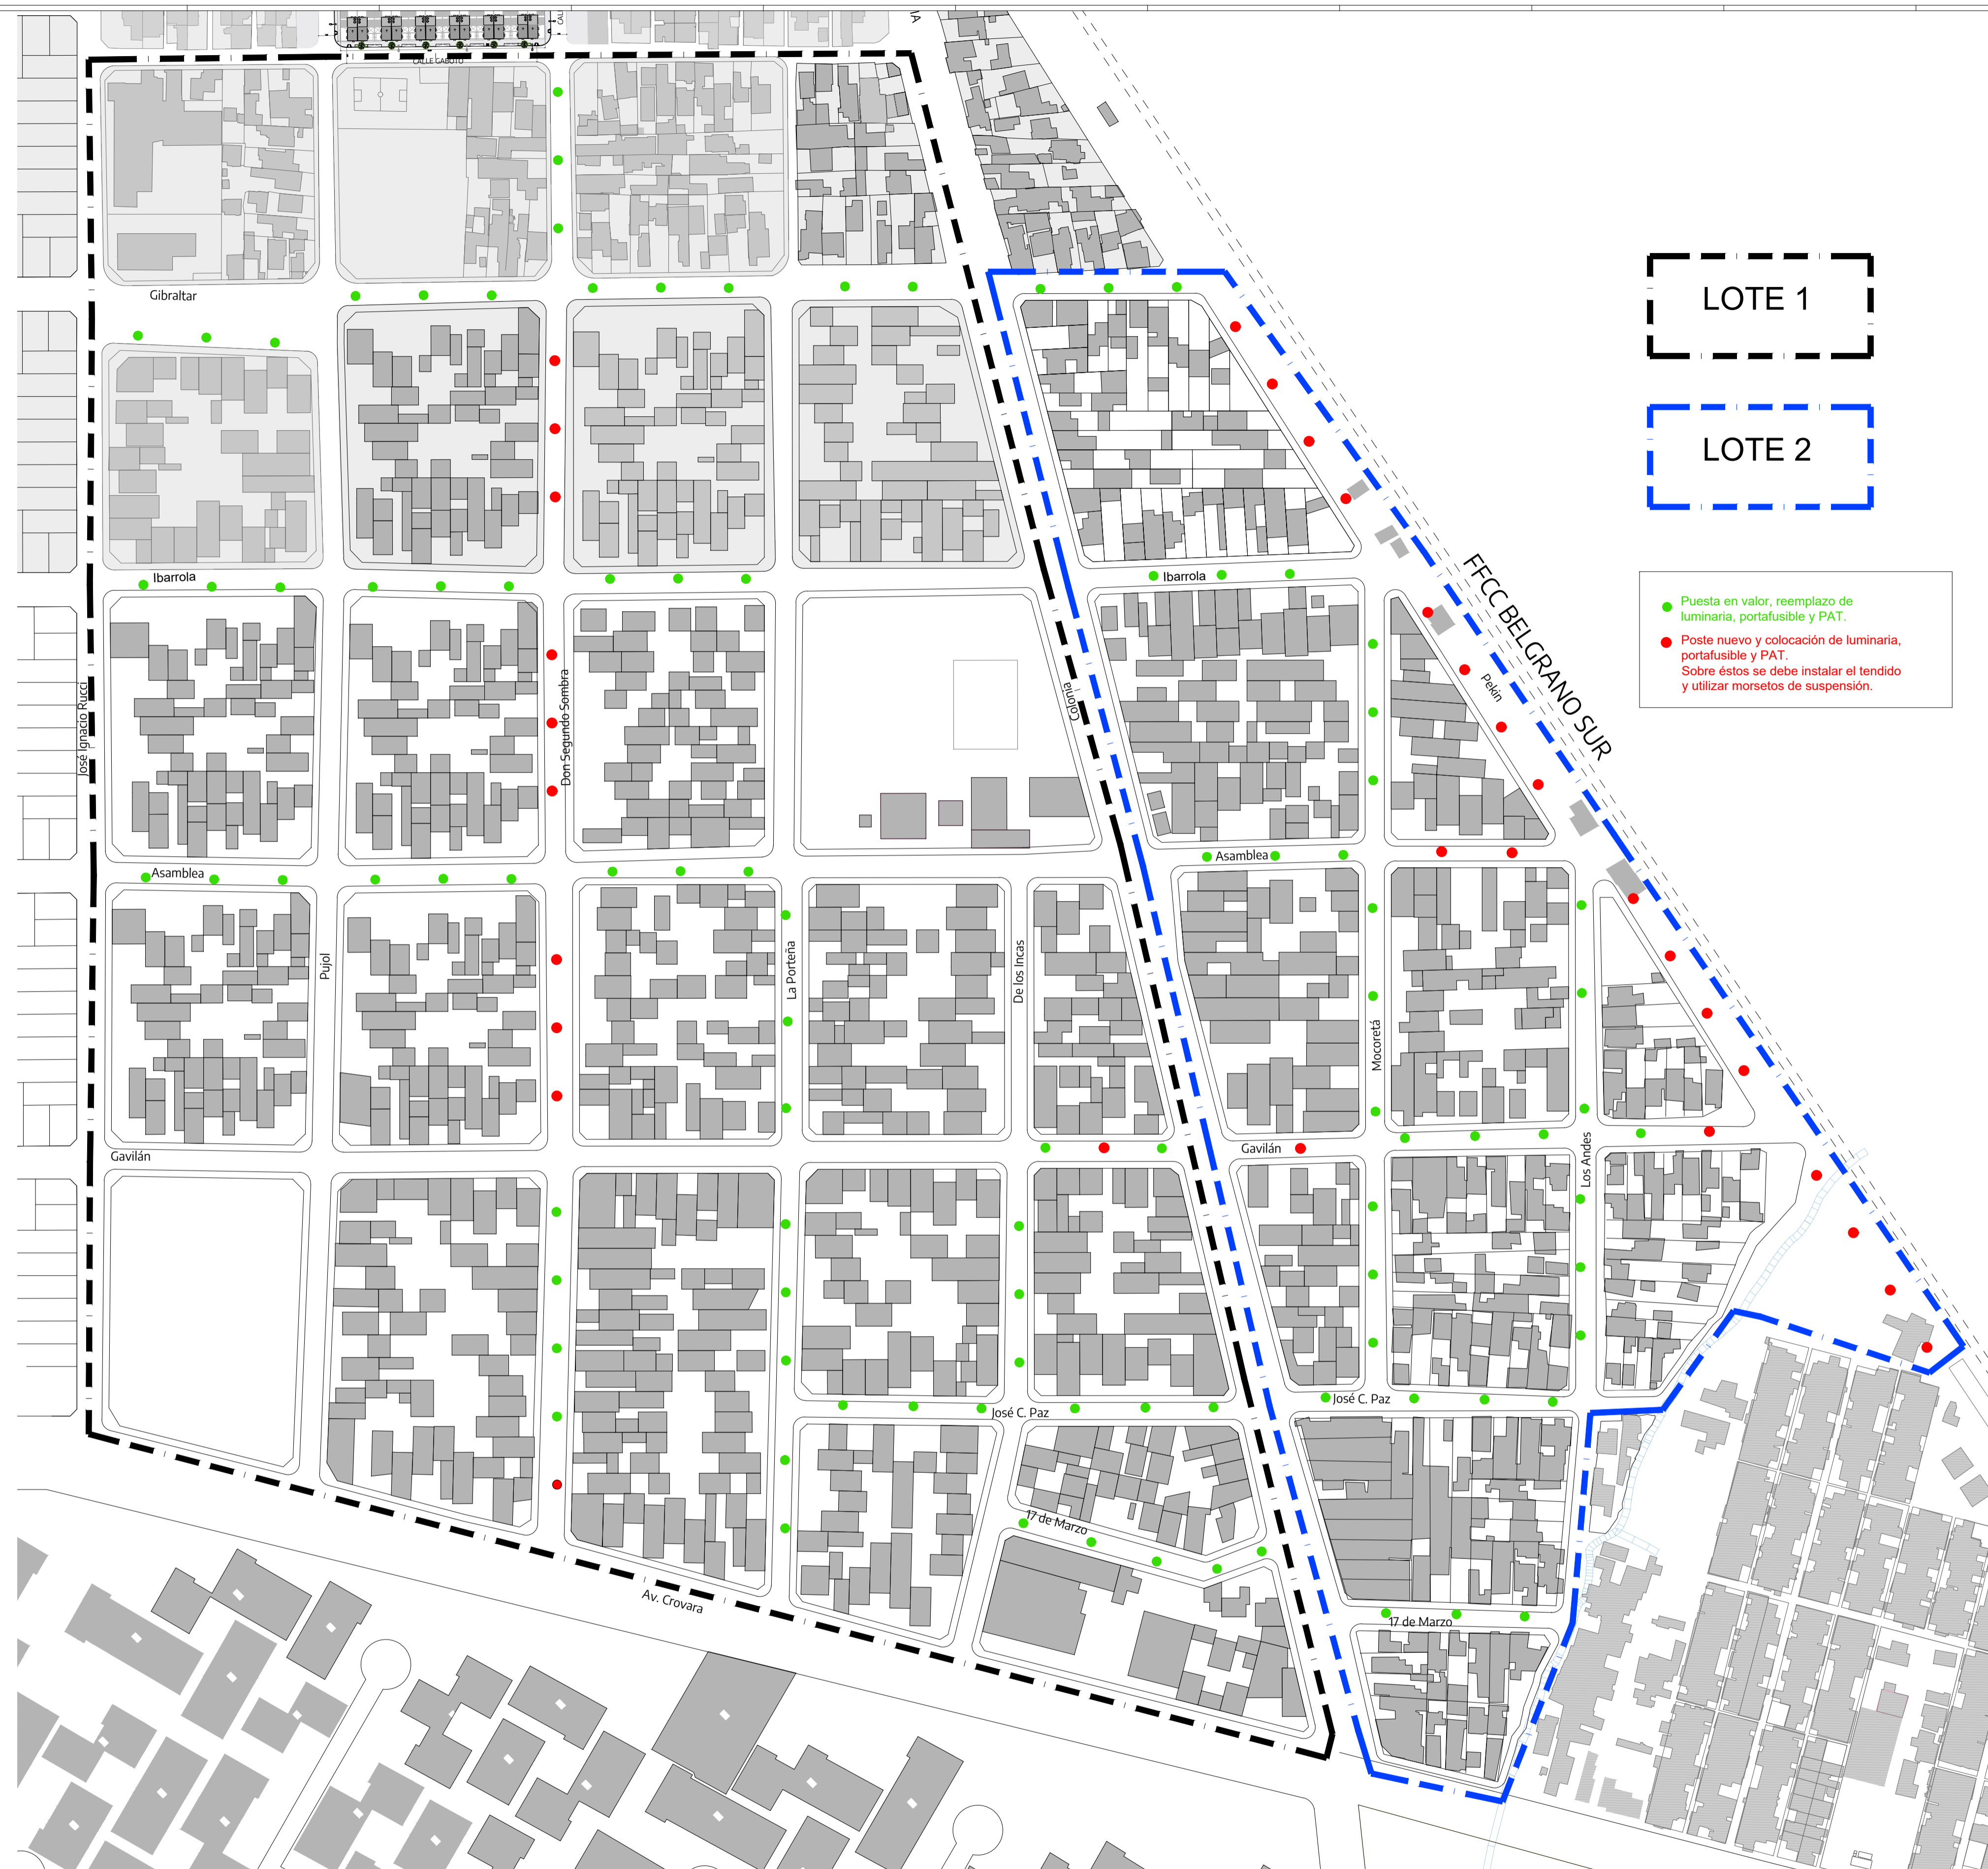 CALLE GABOTO
Gibraltar
LOTE 1
LOTE 2
Ibarrola
Ibarrola
FFCC BELGRANO SUR
Puesta en valor, reemplazo de
luminaria, portafusible y PAT.
Poste nuevo y colocación de luminaria,
portafusible y PAT.
Sobre éstos se debe instalar el tendido
y utilizar morsetos de suspensión.
José Ignacio Rucci
Don Segundo Sombra
Colonia
Pekin
Asamblea
Asamblea
Pujol
La Porteña
De los Incas
Mocoretá
Gavilán
Gavilán
Los Andes
José C. Paz
José C. Paz
17 de Marzo
17 de Marzo
Av. Crovara